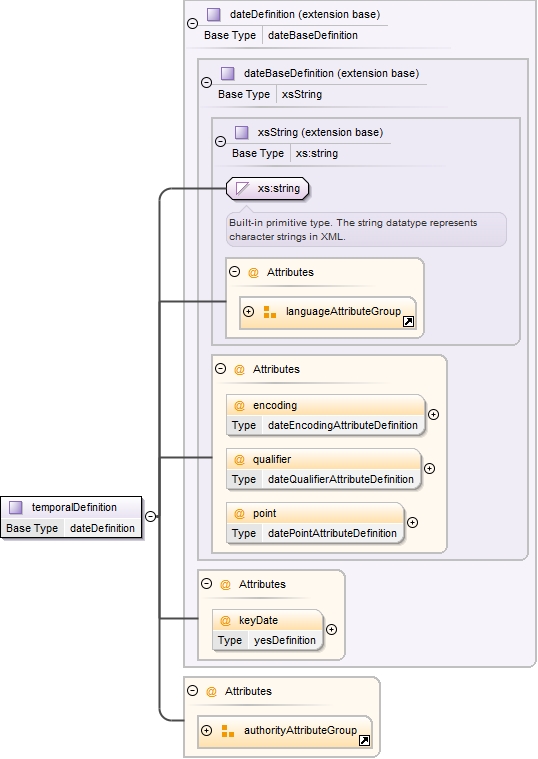 dateDefinition (extension base)
Base Type dateBaseDefinition
dateBaseDefinition (extension base)
Base Type xsString
xsString (extension base)
Base Type xs:string
xs:string
Built-in primitive type. The string datatype represents
character strings in XML.
@ Attributes
languageAttributeGroup
@ Attributes
@ encoding
Type dateEncodingAttributeDefinition
@ qualifier
Type dateQualifierAttributeDefinition
@ point
Type datePointAttributeDefinition
temporalDefinition
Base Type dateDefinition
@ Attributes
@ keyDate
Type yesDefinition
@ Attributes
authorityAttributeGroup